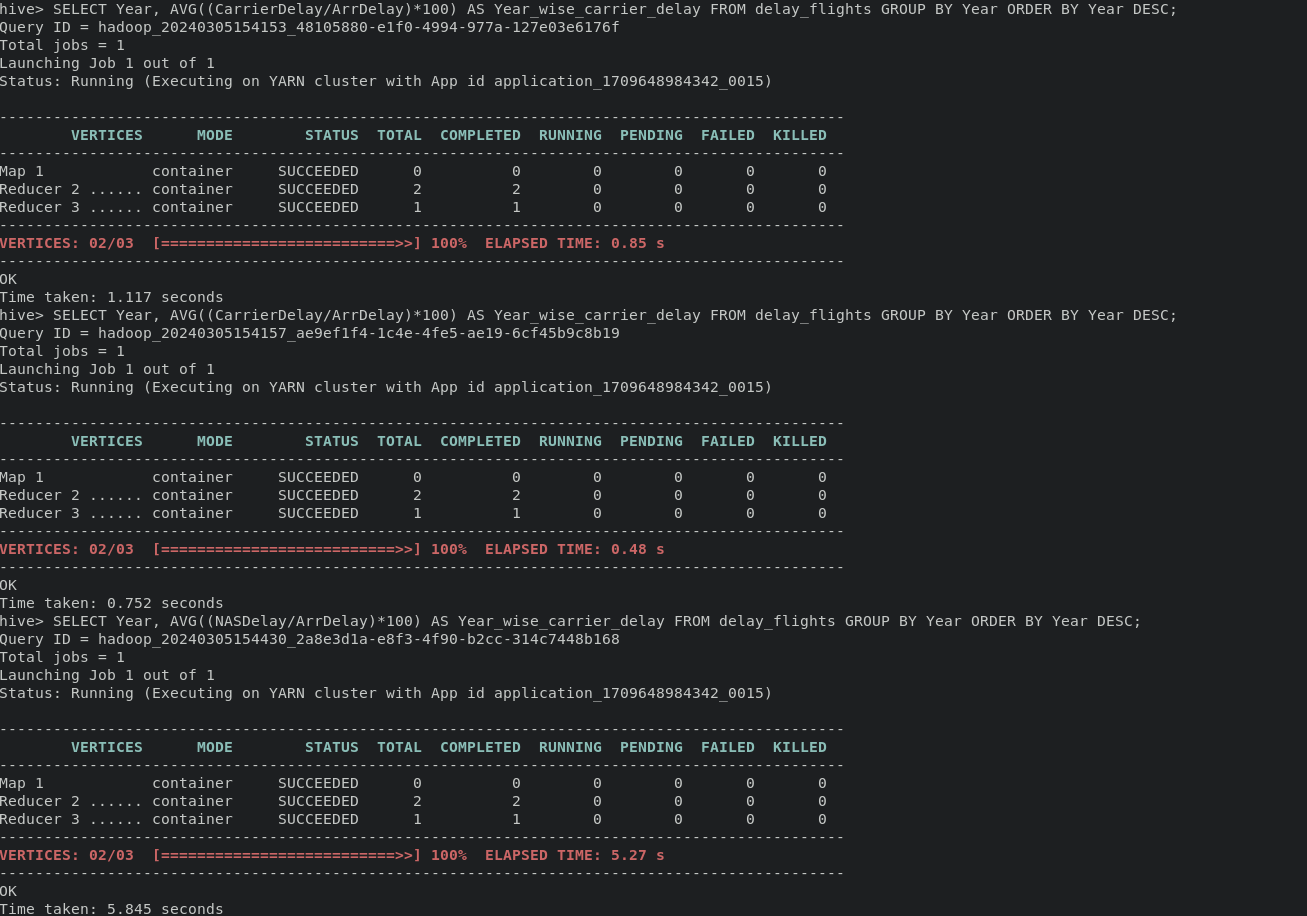 hive> SELECT Year, AVG((CarrierDelay/ArrDelay)*100) AS Year_wise_carrier_delay FROM delay_flights GROUP BY Year ORDER BY Year DESC;
Query ID = hadoop_20240305154153_48105880-e1f0-4994-977a-127e03e6176f
Total jobs = 1
Launching Job 1 out of 1
Status: Running (Executing on YARN cluster with App id application_1709648984342_0015)

----------------------------------------------------------------------------------------------
        VERTICES      MODE        STATUS  TOTAL  COMPLETED  RUNNING  PENDING  FAILED  KILLED
----------------------------------------------------------------------------------------------
Map 1            container     SUCCEEDED      0          0        0        0       0       0
Reducer 2 ...... container     SUCCEEDED      2          2        0        0       0       0
Reducer 3 ...... container     SUCCEEDED      1          1        0        0       0       0
----------------------------------------------------------------------------------------------
VERTICES: 02/03  [==========================>>] 100%  ELAPSED TIME: 0.85 s
----------------------------------------------------------------------------------------------
OK
Time taken: 1.117 seconds
hive> SELECT Year, AVG((CarrierDelay/ArrDelay)*100) AS Year_wise_carrier_delay FROM delay_flights GROUP BY Year ORDER BY Year DESC;
Query ID = hadoop_20240305154157_ae9ef1f4-1c4e-4fe5-ae19-6cf45b9c8b19
Total jobs = 1
Launching Job 1 out of 1
Status: Running (Executing on YARN cluster with App id application_1709648984342_0015)

----------------------------------------------------------------------------------------------
        VERTICES      MODE        STATUS  TOTAL  COMPLETED  RUNNING  PENDING  FAILED  KILLED
----------------------------------------------------------------------------------------------
Map 1            container     SUCCEEDED      0          0        0        0       0       0
Reducer 2 ...... container     SUCCEEDED      2          2        0        0       0       0
Reducer 3 ...... container     SUCCEEDED      1          1        0        0       0       0
----------------------------------------------------------------------------------------------
VERTICES: 02/03  [==========================>>] 100%  ELAPSED TIME: 0.48 s
----------------------------------------------------------------------------------------------
OK
Time taken: 0.752 seconds
hive> SELECT Year, AVG((NASDelay/ArrDelay)*100) AS Year_wise_carrier_delay FROM delay_flights GROUP BY Year ORDER BY Year DESC;
Query ID = hadoop_20240305154430_2a8e3d1a-e8f3-4f90-b2cc-314c7448b168
Total jobs = 1
Launching Job 1 out of 1
Status: Running (Executing on YARN cluster with App id application_1709648984342_0015)

----------------------------------------------------------------------------------------------
        VERTICES      MODE        STATUS  TOTAL  COMPLETED  RUNNING  PENDING  FAILED  KILLED
----------------------------------------------------------------------------------------------
Map 1            container     SUCCEEDED      0          0        0        0       0       0
Reducer 2 ...... container     SUCCEEDED      2          2        0        0       0       0
Reducer 3 ...... container     SUCCEEDED      1          1        0        0       0       0
----------------------------------------------------------------------------------------------
VERTICES: 02/03  [==========================>>] 100%  ELAPSED TIME: 5.27 s
----------------------------------------------------------------------------------------------
OK
Time taken: 5.845 seconds